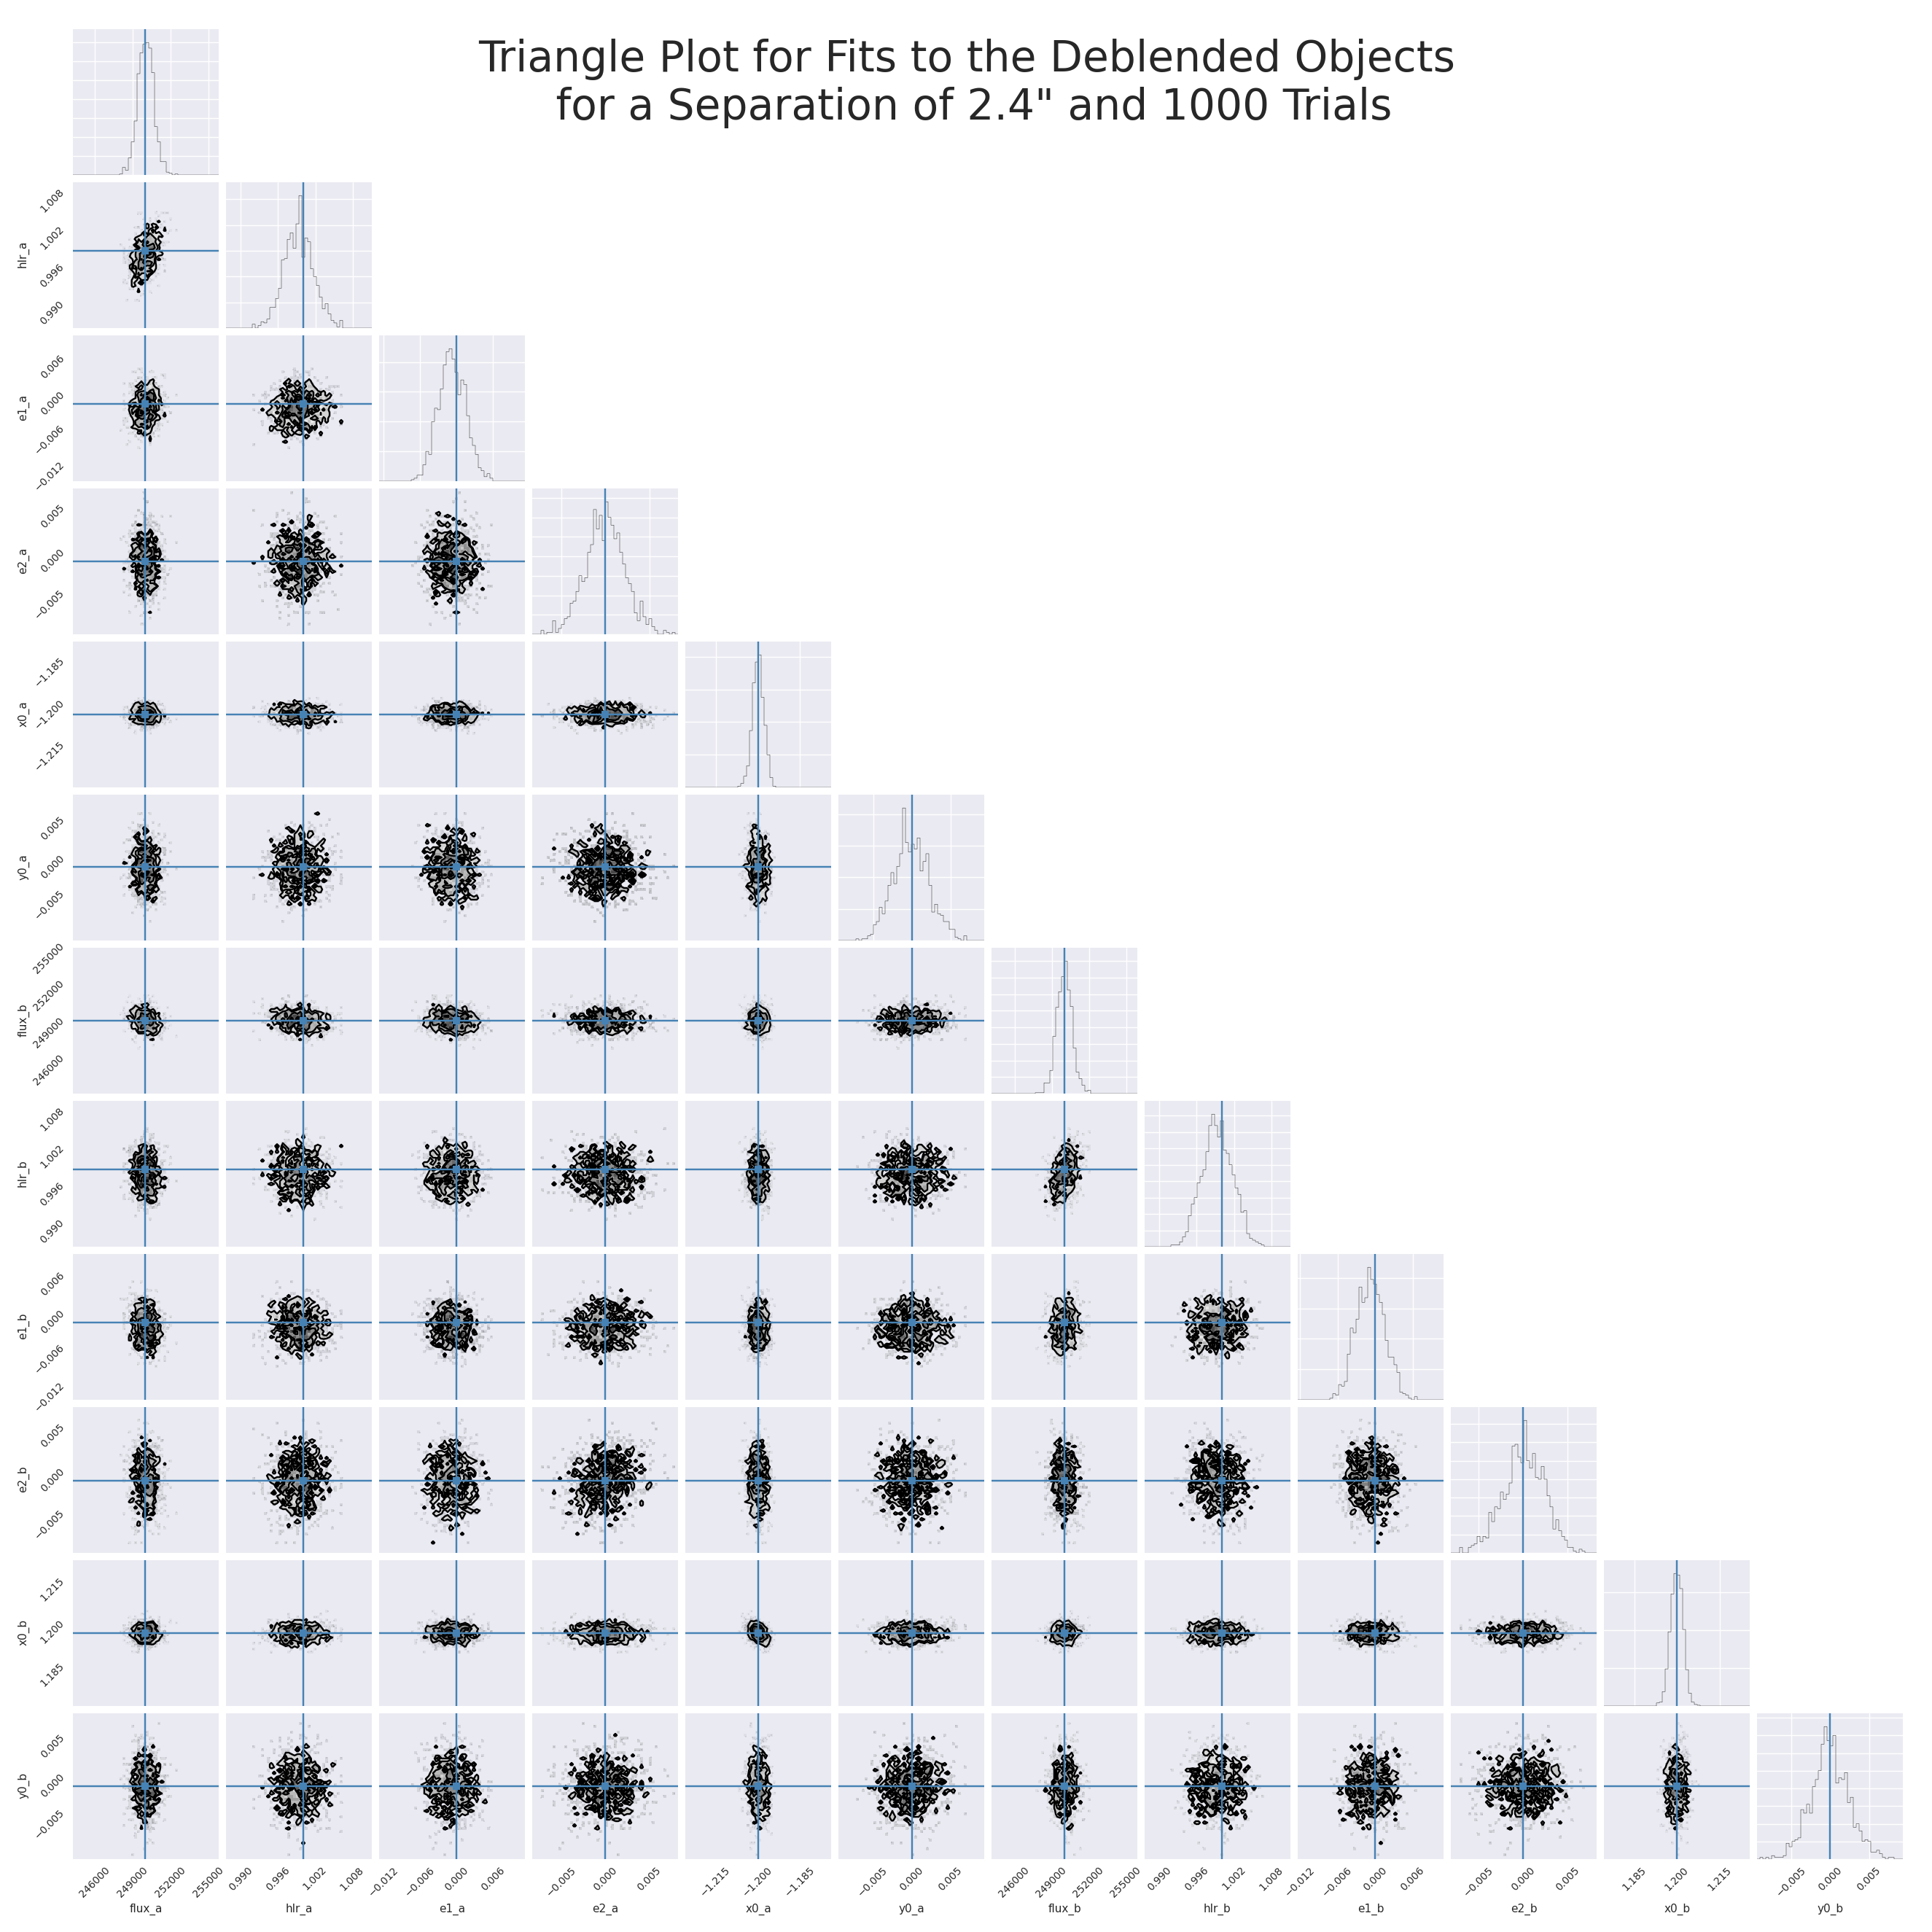 Triangle Plot for Fits to the Deblended Objects
for a Separation of 2.4" and 1000 Trials
1.008
1.002
0.996
0.990
hlr_a
0.006
0.000
−0.006
−0.012
e1_a
0.005
0.000
−0.005
e2_a
−1.185
−1.200
−1.215
x0_a
0.005
0.000
−0.005
y0_a
255000
252000
249000
246000
flux_b
1.008
1.002
0.996
0.990
hlr_b
0.006
0.000
−0.006
−0.012
e1_b
0.005
0.000
−0.005
e2_b
1.215
1.200
1.185
x0_b
0.005
0.000
−0.005
y0_b
246000 249000 252000 255000 0.990 0.996 1.002 1.008 −0.012 −0.006 0.000 0.006 −0.005 0.000 0.005 −1.215 −1.200 −1.185 −0.005 0.000 0.005 246000 249000 252000 255000 0.990 0.996 1.002 1.008 −0.012 −0.006 0.000 0.006 −0.005 0.000 0.005 1.185 1.200 1.215 −0.005 0.000 0.005
flux_a hlr_a e1_a e2_a x0_a y0_a flux_b hlr_b e1_b e2_b x0_b y0_b